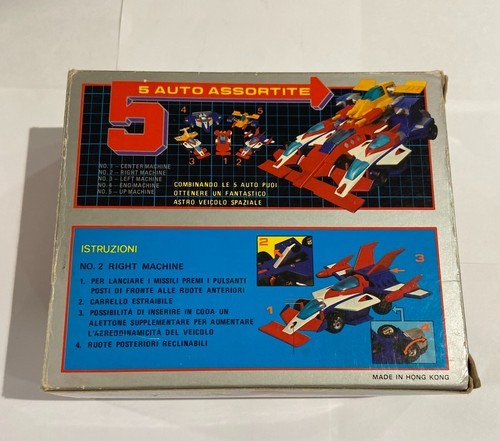 5 AUTO ASSORTITE
5
4 5
3 1 2
NO. 1 - CENTER MACHINE
NO. 2 - RIGHT MACHINE
NO. 3 - LEFT MACHINE
NO. 4 - END MACHINE
NO. 5 - UP MACHINE
COMBINANDO LE 5 AUTO PUOI
OTTENERE UN FANTASTICO
ASTRO VEICOLO SPAZIALE
ISTRUZIONI
NO. 2 RIGHT MACHINE
1. PER LANCIARE I MISSILI PREMI I PULSANTI
POSTI DI FRONTE ALLE RUOTE ANTERIORI
2. CARRELLO ESTRAIBILE
3. POSSIBILITÀ DI INSERIRE IN CODA UN
ALETTONE SUPPLEMENTARE PER AUMENTARE
L'AEREODINAMICITÀ DEL VEICOLO
4. RUOTE POSTERIORI RECLINABILI
2
3
1
4
MADE IN HONG KONG